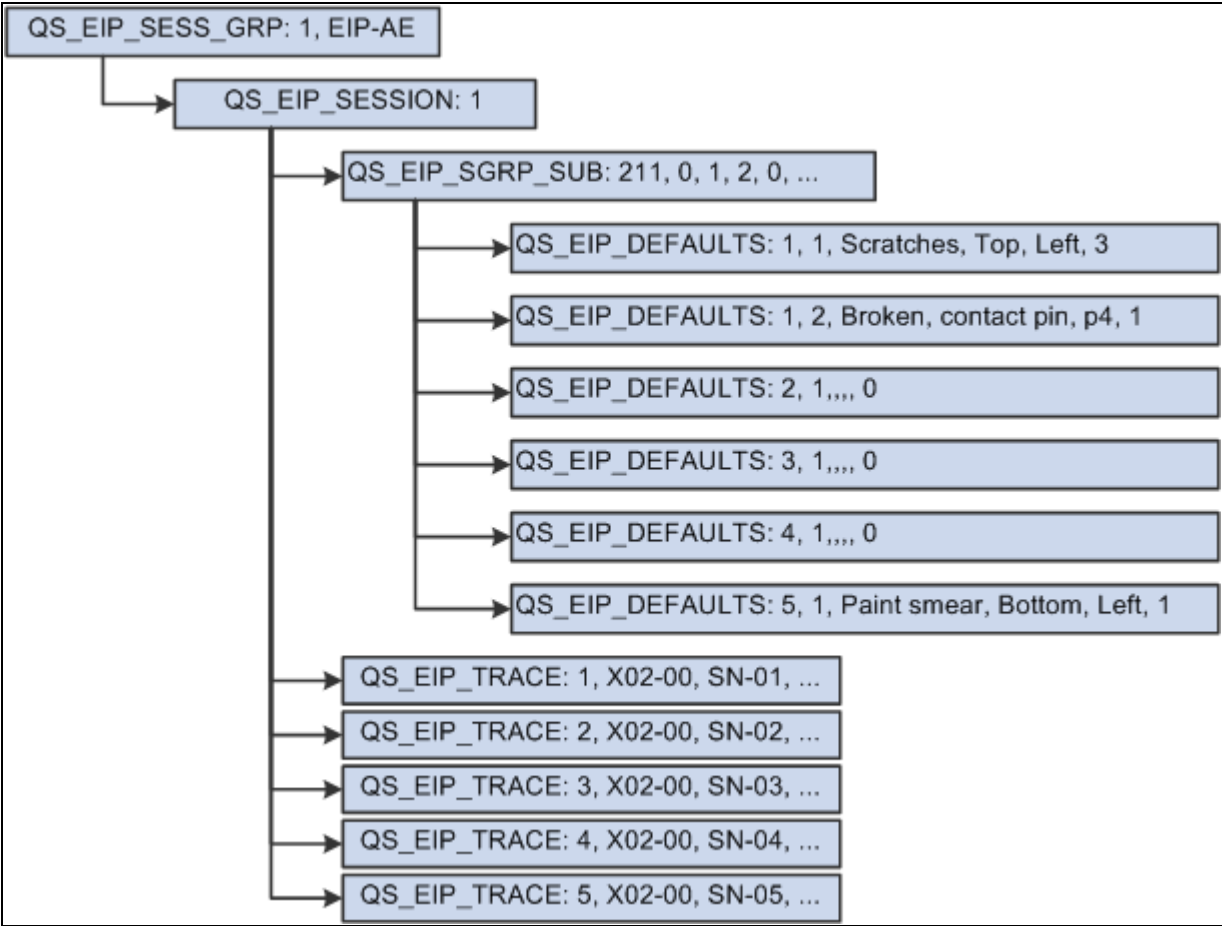 QS_EIP_SESS_GRP: 1, EIP-AE
QS_EIP_SESSION: 1
QS_EIP_SGRP_SUB: 211, 0, 1, 2, 0, ...
QS_EIP_DEFAULTS: 1, 1, Scratches, Top, Left, 3
QS_EIP_DEFAULTS: 1, 2, Broken, contact pin, p4, 1
QS_EIP_DEFAULTS: 2, 1,,,, 0
QS_EIP_DEFAULTS: 3, 1,,,, 0
QS_EIP_DEFAULTS: 4, 1,,,, 0
QS_EIP_DEFAULTS: 5, 1, Paint smear, Bottom, Left, 1
QS_EIP_TRACE: 1, X02-00, SN-01, ...
QS_EIP_TRACE: 2, X02-00, SN-02, ...
QS_EIP_TRACE: 3, X02-00, SN-03, ...
QS_EIP_TRACE: 4, X02-00, SN-04, ...
QS_EIP_TRACE: 5, X02-00, SN-05, ...